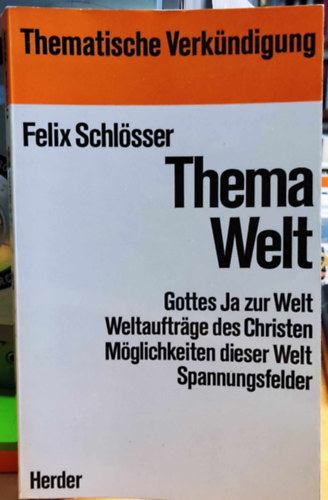 Thematische Verkündigung
Felix Schlösser
Thema
Welt
Gottes Ja zur Welt
Weltaufträge des Christen
Möglichkeiten dieser Welt
Spannungsfelder
Herder